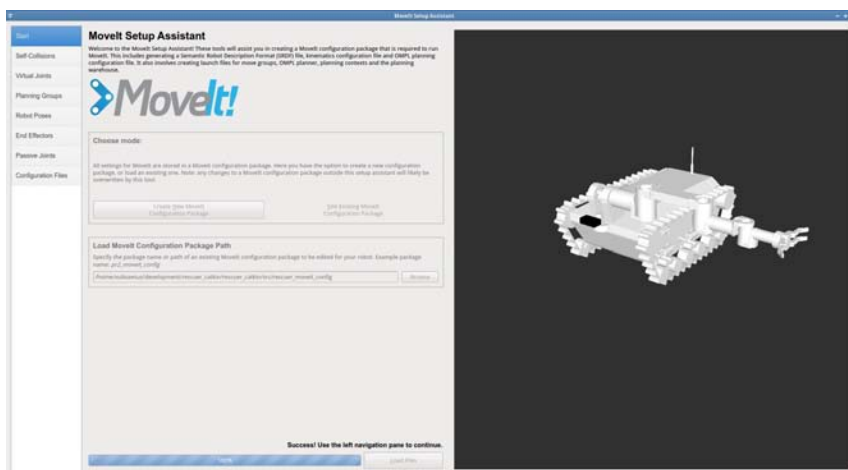 MoveIt Setup Assistant
Start
Self-Collisions
Virtual Joints
Planning Groups
Robot Poses
End Effectors
Passive Joints
Configuration Files
MoveIt Setup Assistant
Welcome to the MoveIt Setup Assistant! These tools will assist you in creating a MoveIt configuration package that is required to run
MoveIt. This includes generating a Semantic Robot Description Format (SRDF) file, kinematics configuration file and OMPL planning
configuration file. It also involves creating launch files for move groups, OMPL planner, planning contexts and the planning
warehouse.
MoveIt!
Choose mode:
All settings for MoveIt are stored in a MoveIt configuration package. Here you have the option to create a new configuration
package, or load an existing one. Note: any changes to a MoveIt configuration package outside this setup assistant will likely be
overwritten by this tool.
Create New MoveIt
Configuration Package
Edit Existing MoveIt
Configuration Package
Load MoveIt Configuration Package Path
Specify the package name or path of an existing MoveIt configuration package to be edited for your robot. Example package
name: pr2_moveit_config
Browse
Success! Use the left navigation pane to continue.
100%
Load Files